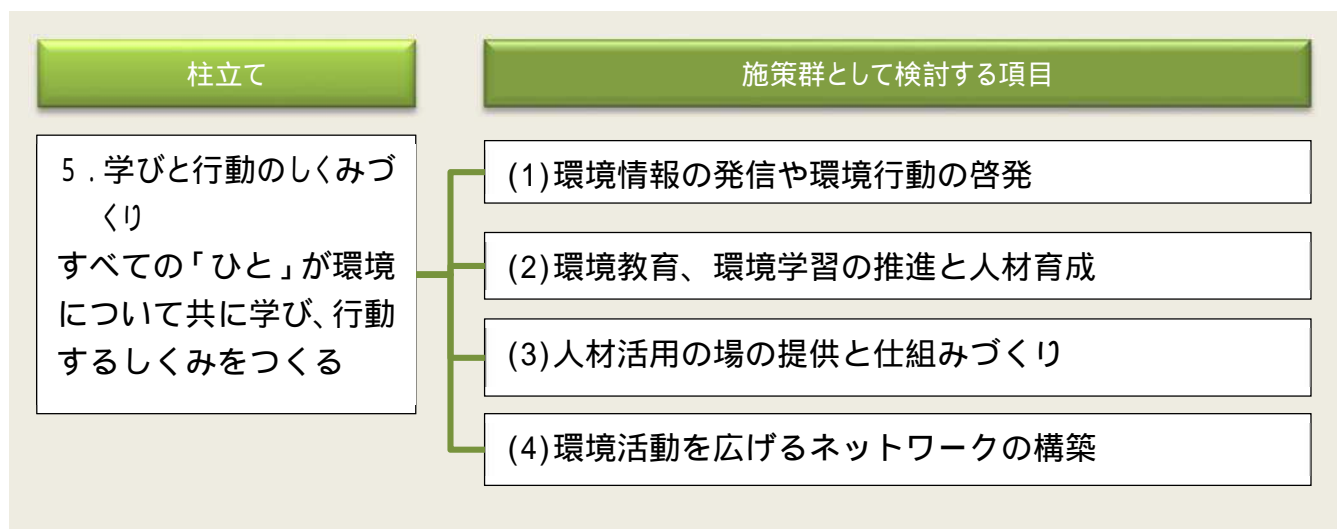 柱立て
施策群として検討する項目
5.学びと行動のしくみづ
くり
すべての「ひと」が環境
について共に学び、行動
するしくみをつくる
(1)環境情報の発信や環境行動の啓発
(2)環境教育、環境学習の推進と人材育成
(3)人材活用の場の提供と仕組みづくり
(4)環境活動を広げるネットワークの構築